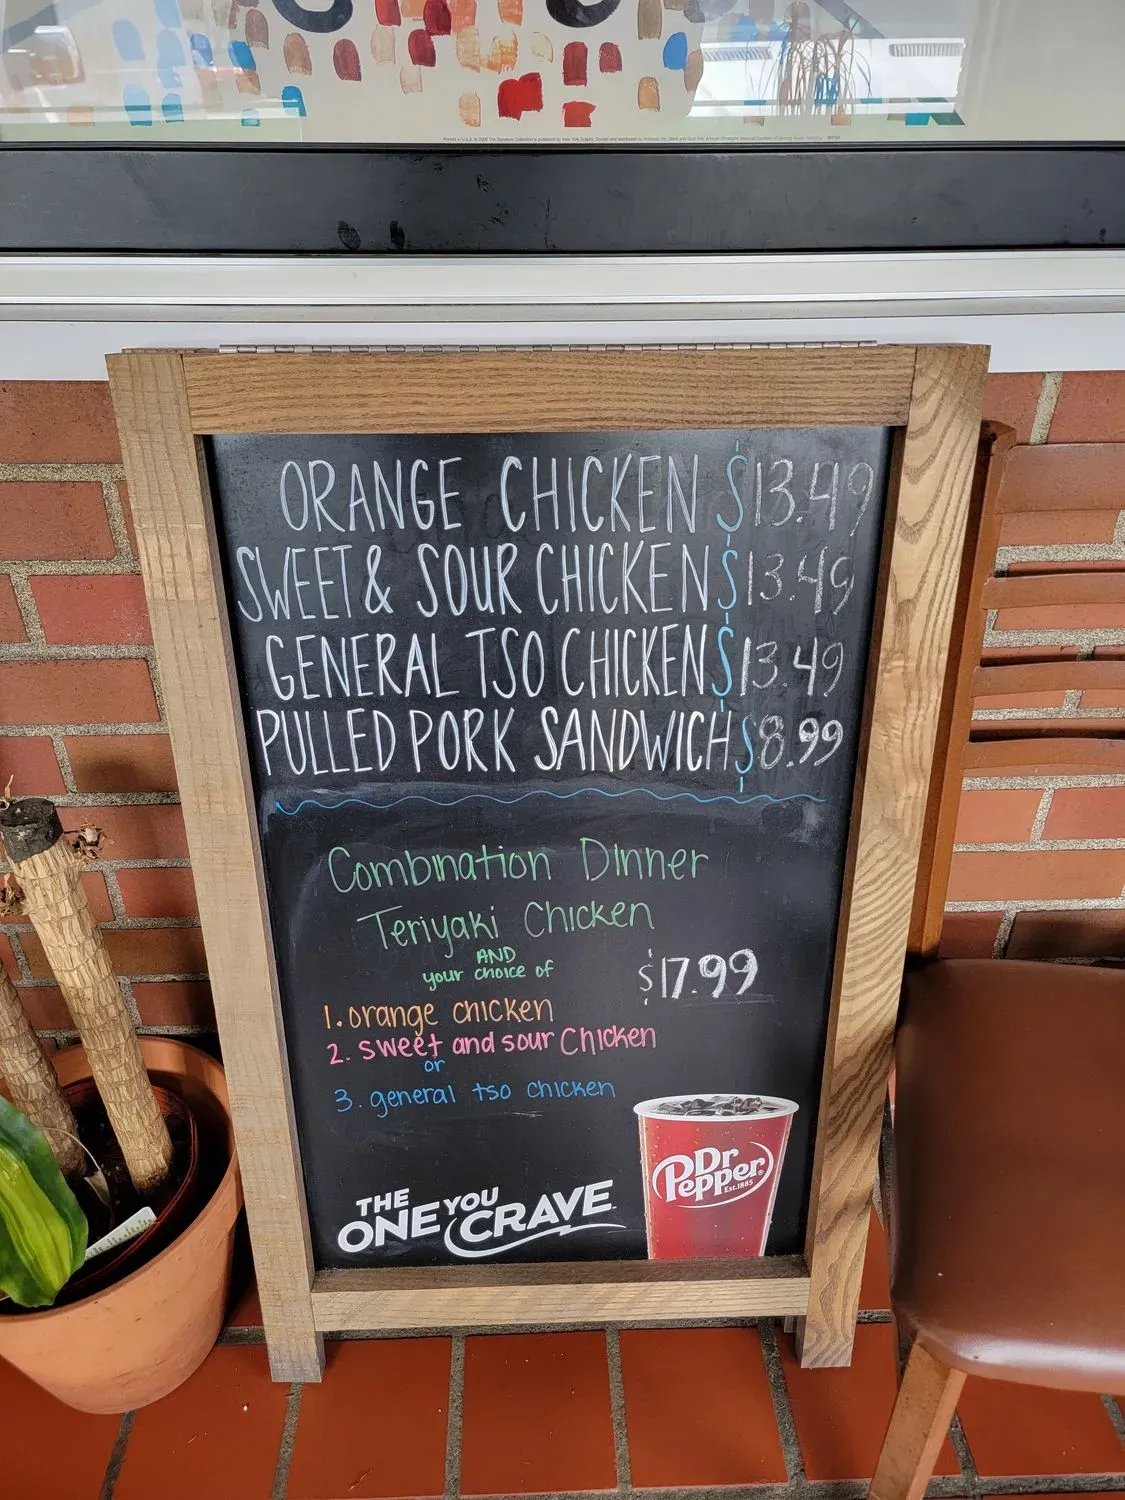 ORANGE CHICKEN $13.49
SWEET & SOUR CHICKEN $13.49
GENERAL TSO CHICKEN $13.49
PULLED PORK SANDWICH $8.99
Combination Dinner
Teriyaki Chicken
AND
your choice of
$17.99
1. orange chicken
2. sweet and sour Chicken
or
3. general tso chicken
THE
ONE YOU
CRAVE
Dr
Pepper
Est.1885